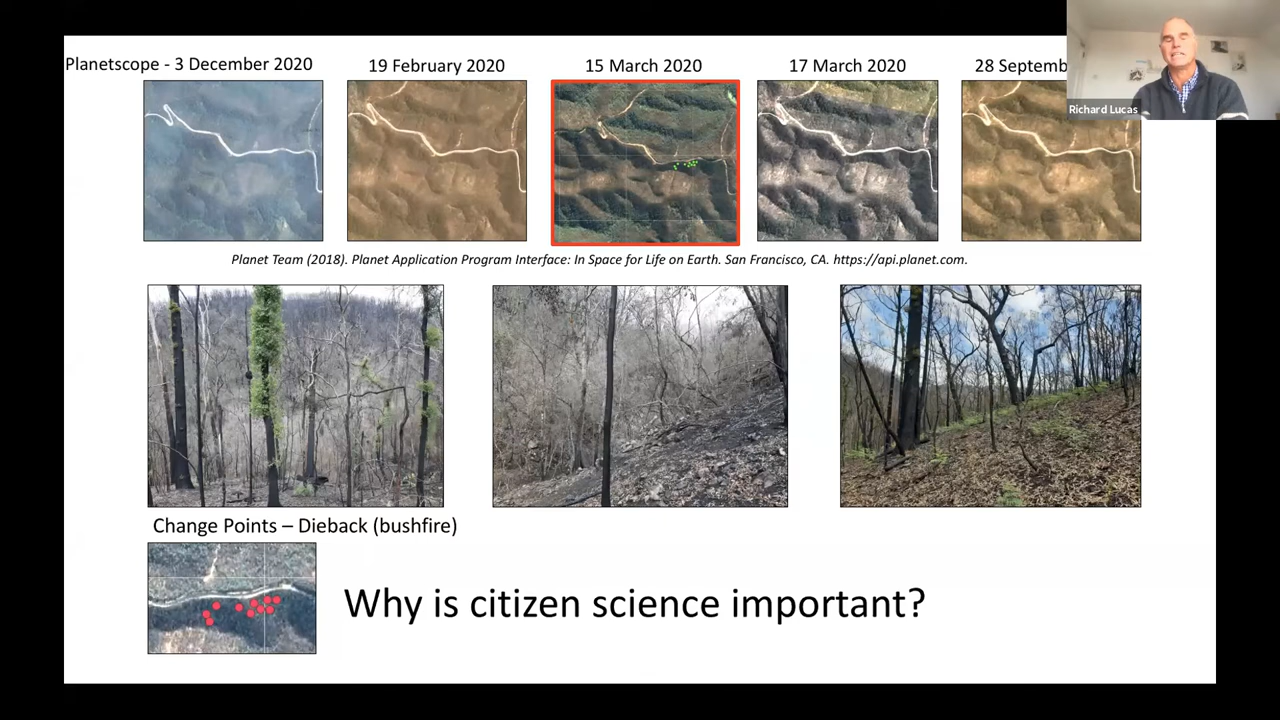 Planetscope - 3 December 2020
19 February 2020
15 March 2020
17 March 2020
28 Septemb
Richard Lucas
Planet Team (2018). Planet Application Program Interface: In Space for Life on Earth. San Francisco, CA. https://api.planet.com.
Change Points – Dieback (bushfire)
Why is citizen science important?